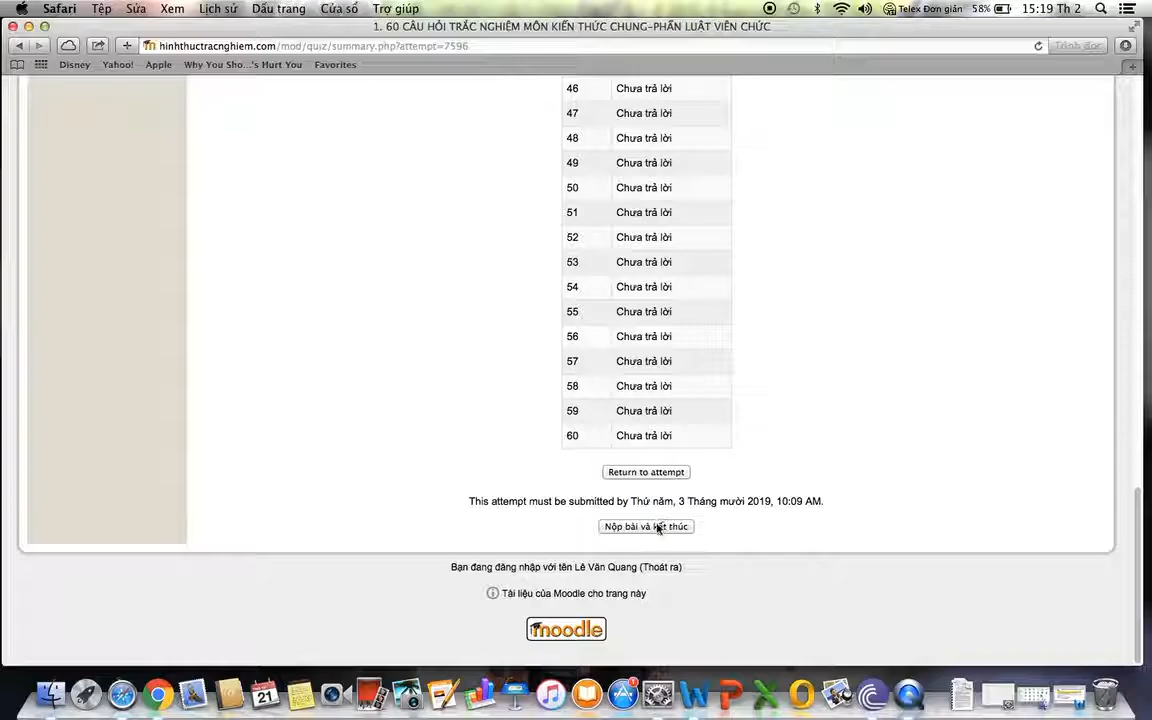 Safari Tệp Sửa Xem Lịch sử Dấu trang Cửa sổ Trợ giúp Telex Đơn giản 58% 15:19 Th 2
1. 60 CÂU HỎI TRẮC NGHIỆM MÔN KIẾN THỨC CHUNG-PHẦN LUẬT VIÊN CHỨC
hinhthuctracnghiem.com/mod/quiz/summary.php?attempt=7596 Trình đọc
Disney Yahoo! Apple Why You Sho...'s Hurt You Favorites
46 Chưa trả lời
47 Chưa trả lời
48 Chưa trả lời
49 Chưa trả lời
50 Chưa trả lời
51 Chưa trả lời
52 Chưa trả lời
53 Chưa trả lời
54 Chưa trả lời
55 Chưa trả lời
56 Chưa trả lời
57 Chưa trả lời
58 Chưa trả lời
59 Chưa trả lời
60 Chưa trả lời
Return to attempt
This attempt must be submitted by Thứ năm, 3 Tháng mười 2019, 10:09 AM.
Nộp bài và kết thúc
Bạn đang đăng nhập với tên Lê Văn Quang (Thoát ra)
Tài liệu của Moodle cho trang này
moodle
21